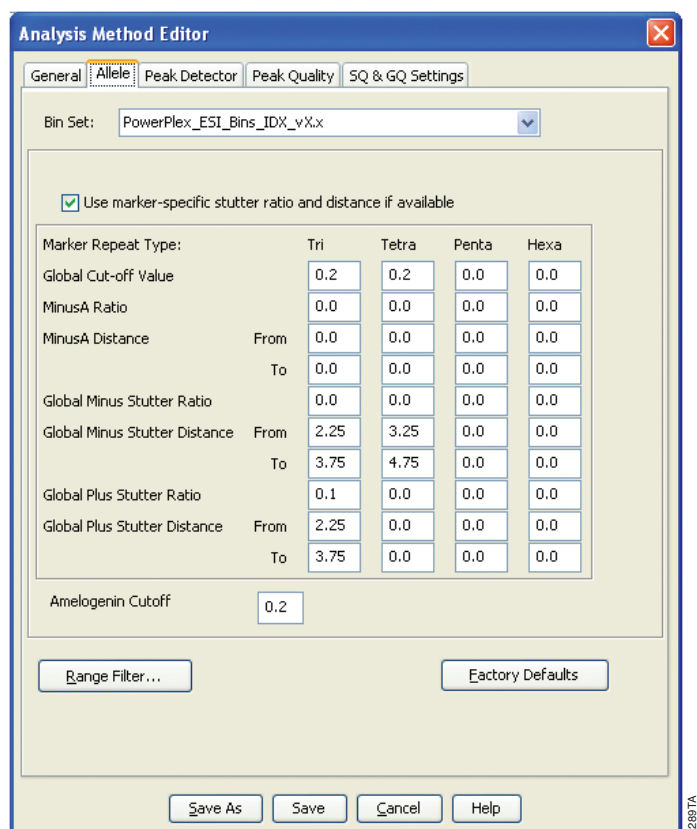 Analysis Method Editor
General Allele Peak Detector Peak Quality SQ & GQ Settings
Bin Set: PowerPlex_ESI_Bins_IDX_vX.x
Use marker-specific stutter ratio and distance if available
Marker Repeat Type: Tri Tetra Penta Hexa
Global Cut-off Value 0.2 0.2 0.0 0.0
MinusA Ratio 0.0 0.0 0.0 0.0
MinusA Distance From 0.0 0.0 0.0 0.0
To 0.0 0.0 0.0 0.0
Global Minus Stutter Ratio 0.0 0.0 0.0 0.0
Global Minus Stutter Distance From 2.25 3.25 0.0 0.0
To 3.75 4.75 0.0 0.0
Global Plus Stutter Ratio 0.1 0.0 0.0 0.0
Global Plus Stutter Distance From 2.25 0.0 0.0 0.0
To 3.75 0.0 0.0 0.0
Amelogenin Cutoff 0.2
Range Filter... Factory Defaults
Save As Save Cancel Help
289TA